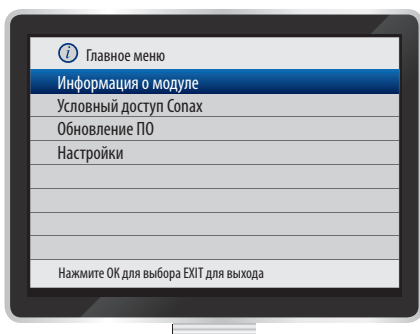 Главное меню
Информация о модуле
Условный доступ Conax
Обновление ПО
Настройки
Нажмите OK для выбора EXIT для выхода